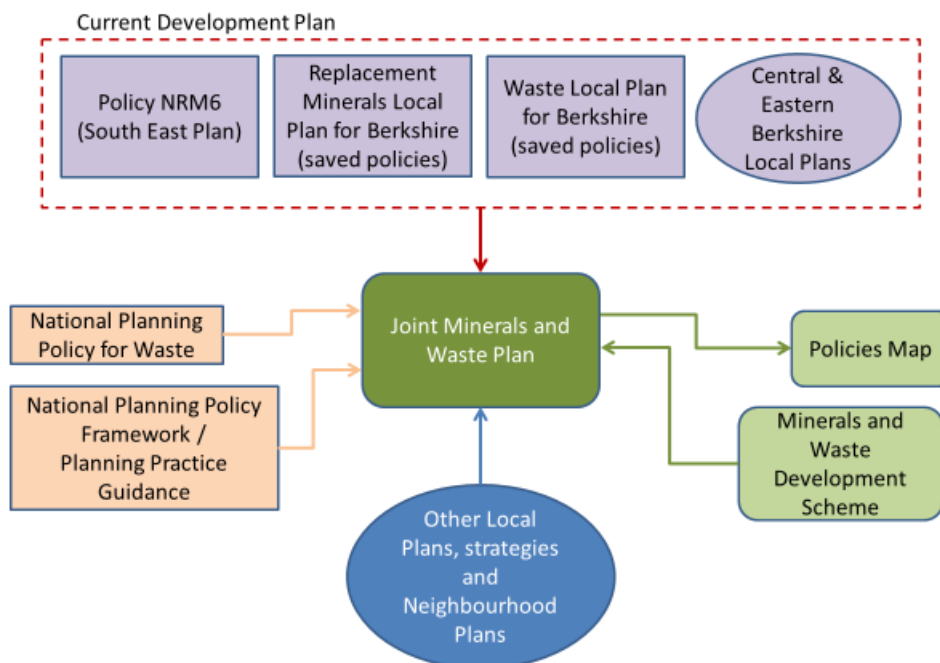 Current Development Plan
Policy NRM6
(South East Plan)
Replacement
Minerals Local
Plan for Berkshire
(saved policies)
Waste Local Plan
for Berkshire
(saved policies)
Central &
Eastern
Berkshire
Local Plans
National Planning
Policy for Waste
Joint Minerals and
Waste Plan
Policies Map
National Planning Policy
Framework /
Planning Practice
Guidance
Minerals and
Waste
Development
Scheme
Other Local
Plans, strategies
and
Neighbourhood
Plans